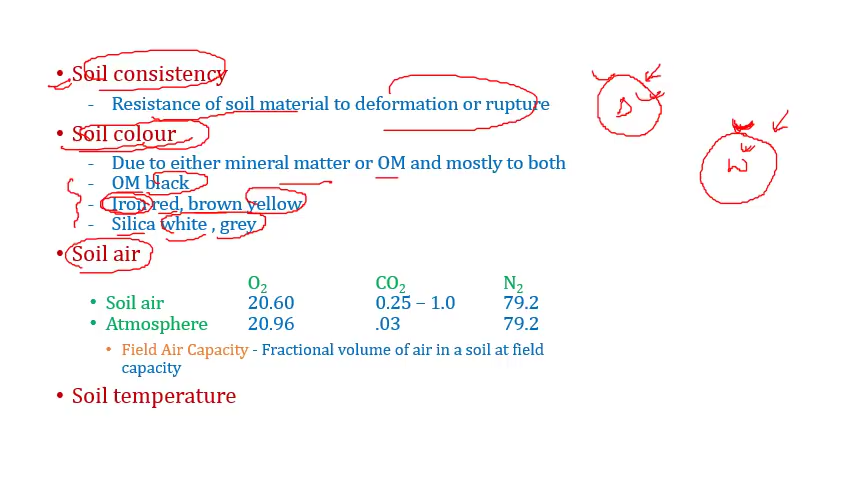 • Soil consistency
- Resistance of soil material to deformation or rupture
• Soil colour
- Due to either mineral matter or OM and mostly to both
- OM black
- Iron red, brown yellow
- Silica white , grey
• Soil air
O2 CO2 N2
• Soil air 20.60 0.25 – 1.0 79.2
• Atmosphere 20.96 .03 79.2
• Field Air Capacity - Fractional volume of air in a soil at field
capacity
• Soil temperature
D
W